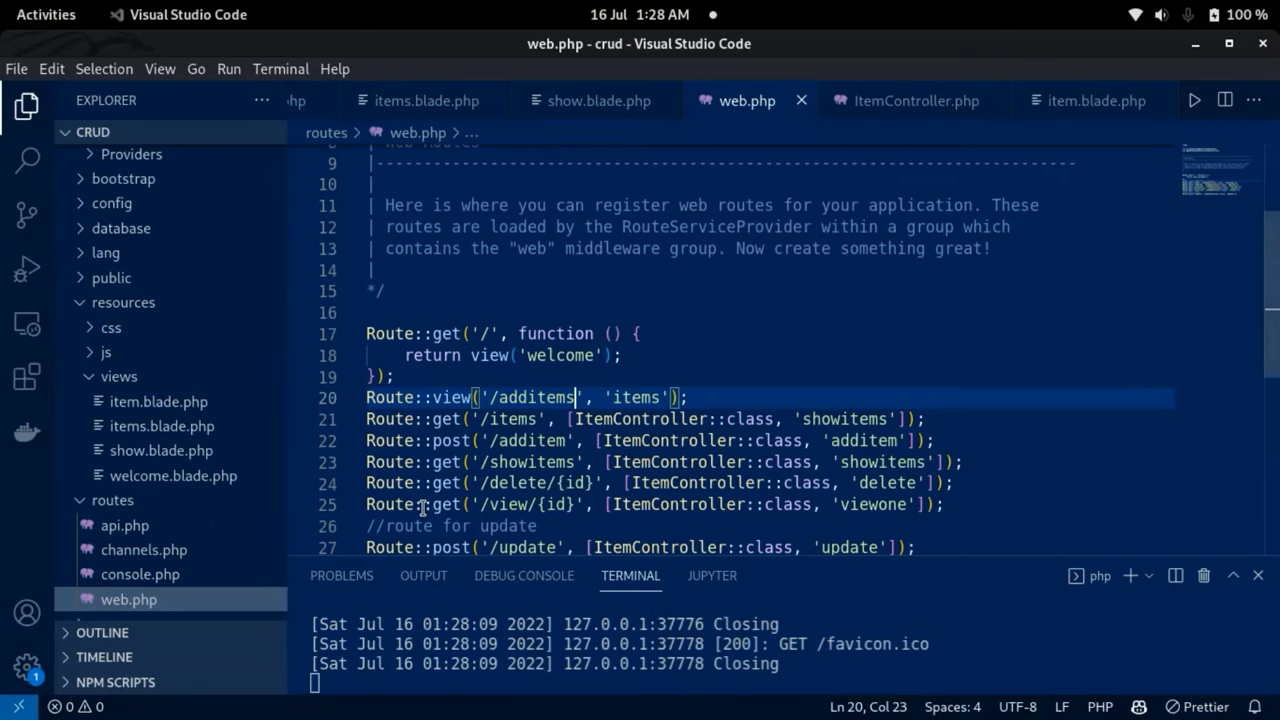 Activities Visual Studio Code 16 Jul 1:28 AM 100 %
web.php - crud - Visual Studio Code
File Edit Selection View Go Run Terminal Help
EXPLORER
CRUD
Providers
bootstrap
config
database
lang
public
resources
css
js
views
item.blade.php
items.blade.php
show.blade.php
welcome.blade.php
routes
api.php
channels.php
console.php
web.php
OUTLINE
TIMELINE
NPM SCRIPTS
hp items.blade.php show.blade.php web.php ItemController.php item.blade.php
routes > web.php > ...
| Web Routes
9 |--------------------------------------------------------------------------
10 |
11 | Here is where you can register web routes for your application. These
12 | routes are loaded by the RouteServiceProvider within a group which
13 | contains the "web" middleware group. Now create something great!
14 |
15 */
16
17 Route::get('/', function () {
18 return view('welcome');
19 });
20 Route::view('/additems', 'items');
21 Route::get('/items', [ItemController::class, 'showitems']);
22 Route::post('/additem', [ItemController::class, 'additem']);
23 Route::get('/showitems', [ItemController::class, 'showitems']);
24 Route::get('/delete/{id}', [ItemController::class, 'delete']);
25 Route::get('/view/{id}', [ItemController::class, 'viewone']);
26 //route for update
27 Route::post('/update', [ItemController::class, 'update']);
PROBLEMS OUTPUT DEBUG CONSOLE TERMINAL JUPYTER php
[Sat Jul 16 01:28:09 2022] 127.0.0.1:37776 Closing
[Sat Jul 16 01:28:09 2022] 127.0.0.1:37778 [200]: GET /favicon.ico
[Sat Jul 16 01:28:09 2022] 127.0.0.1:37778 Closing
1
0 0 Ln 20, Col 23 Spaces: 4 UTF-8 LF PHP Prettier